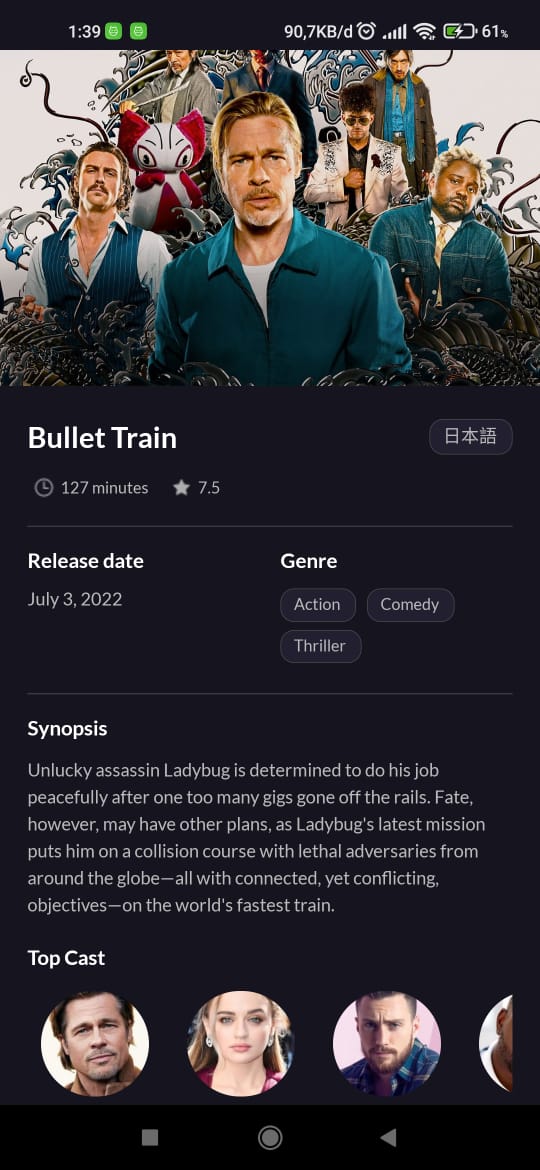 1:39
90,7KB/d
61%
Bullet Train
日本語
127 minutes
7.5
Release date
Genre
July 3, 2022
Action
Comedy
Thriller
Synopsis
Unlucky assassin Ladybug is determined to do his job
peacefully after one too many gigs gone off the rails. Fate,
however, may have other plans, as Ladybug's latest mission
puts him on a collision course with lethal adversaries from
around the globe—all with connected, yet conflicting,
objectives—on the world's fastest train.
Top Cast